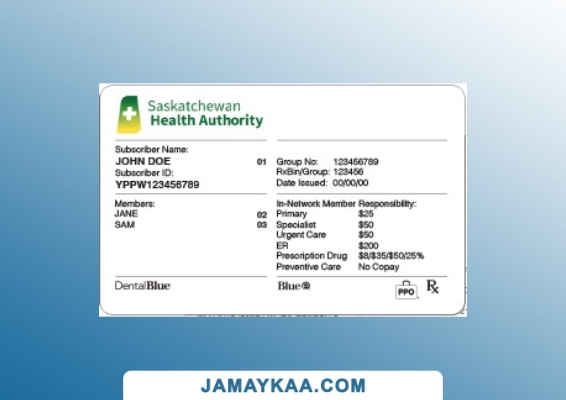 Saskatchewan
Health Authority
Subscriber Name:
JOHN DOE 01
Subscriber ID:
YPPW123456789
Group No: 123456789
RxBin/Group: 123456
Date Issued: 00/00/00
Members:
JANE 02
SAM 03
In-Network Member Responsibility:
Primary $25
Specialist $50
Urgent Care $50
ER $200
Prescription Drug $8/$35/$50/25%
Preventive Care No Copay
DentalBlue
Blue
PPO
Rx
JAMAYKAA.COM